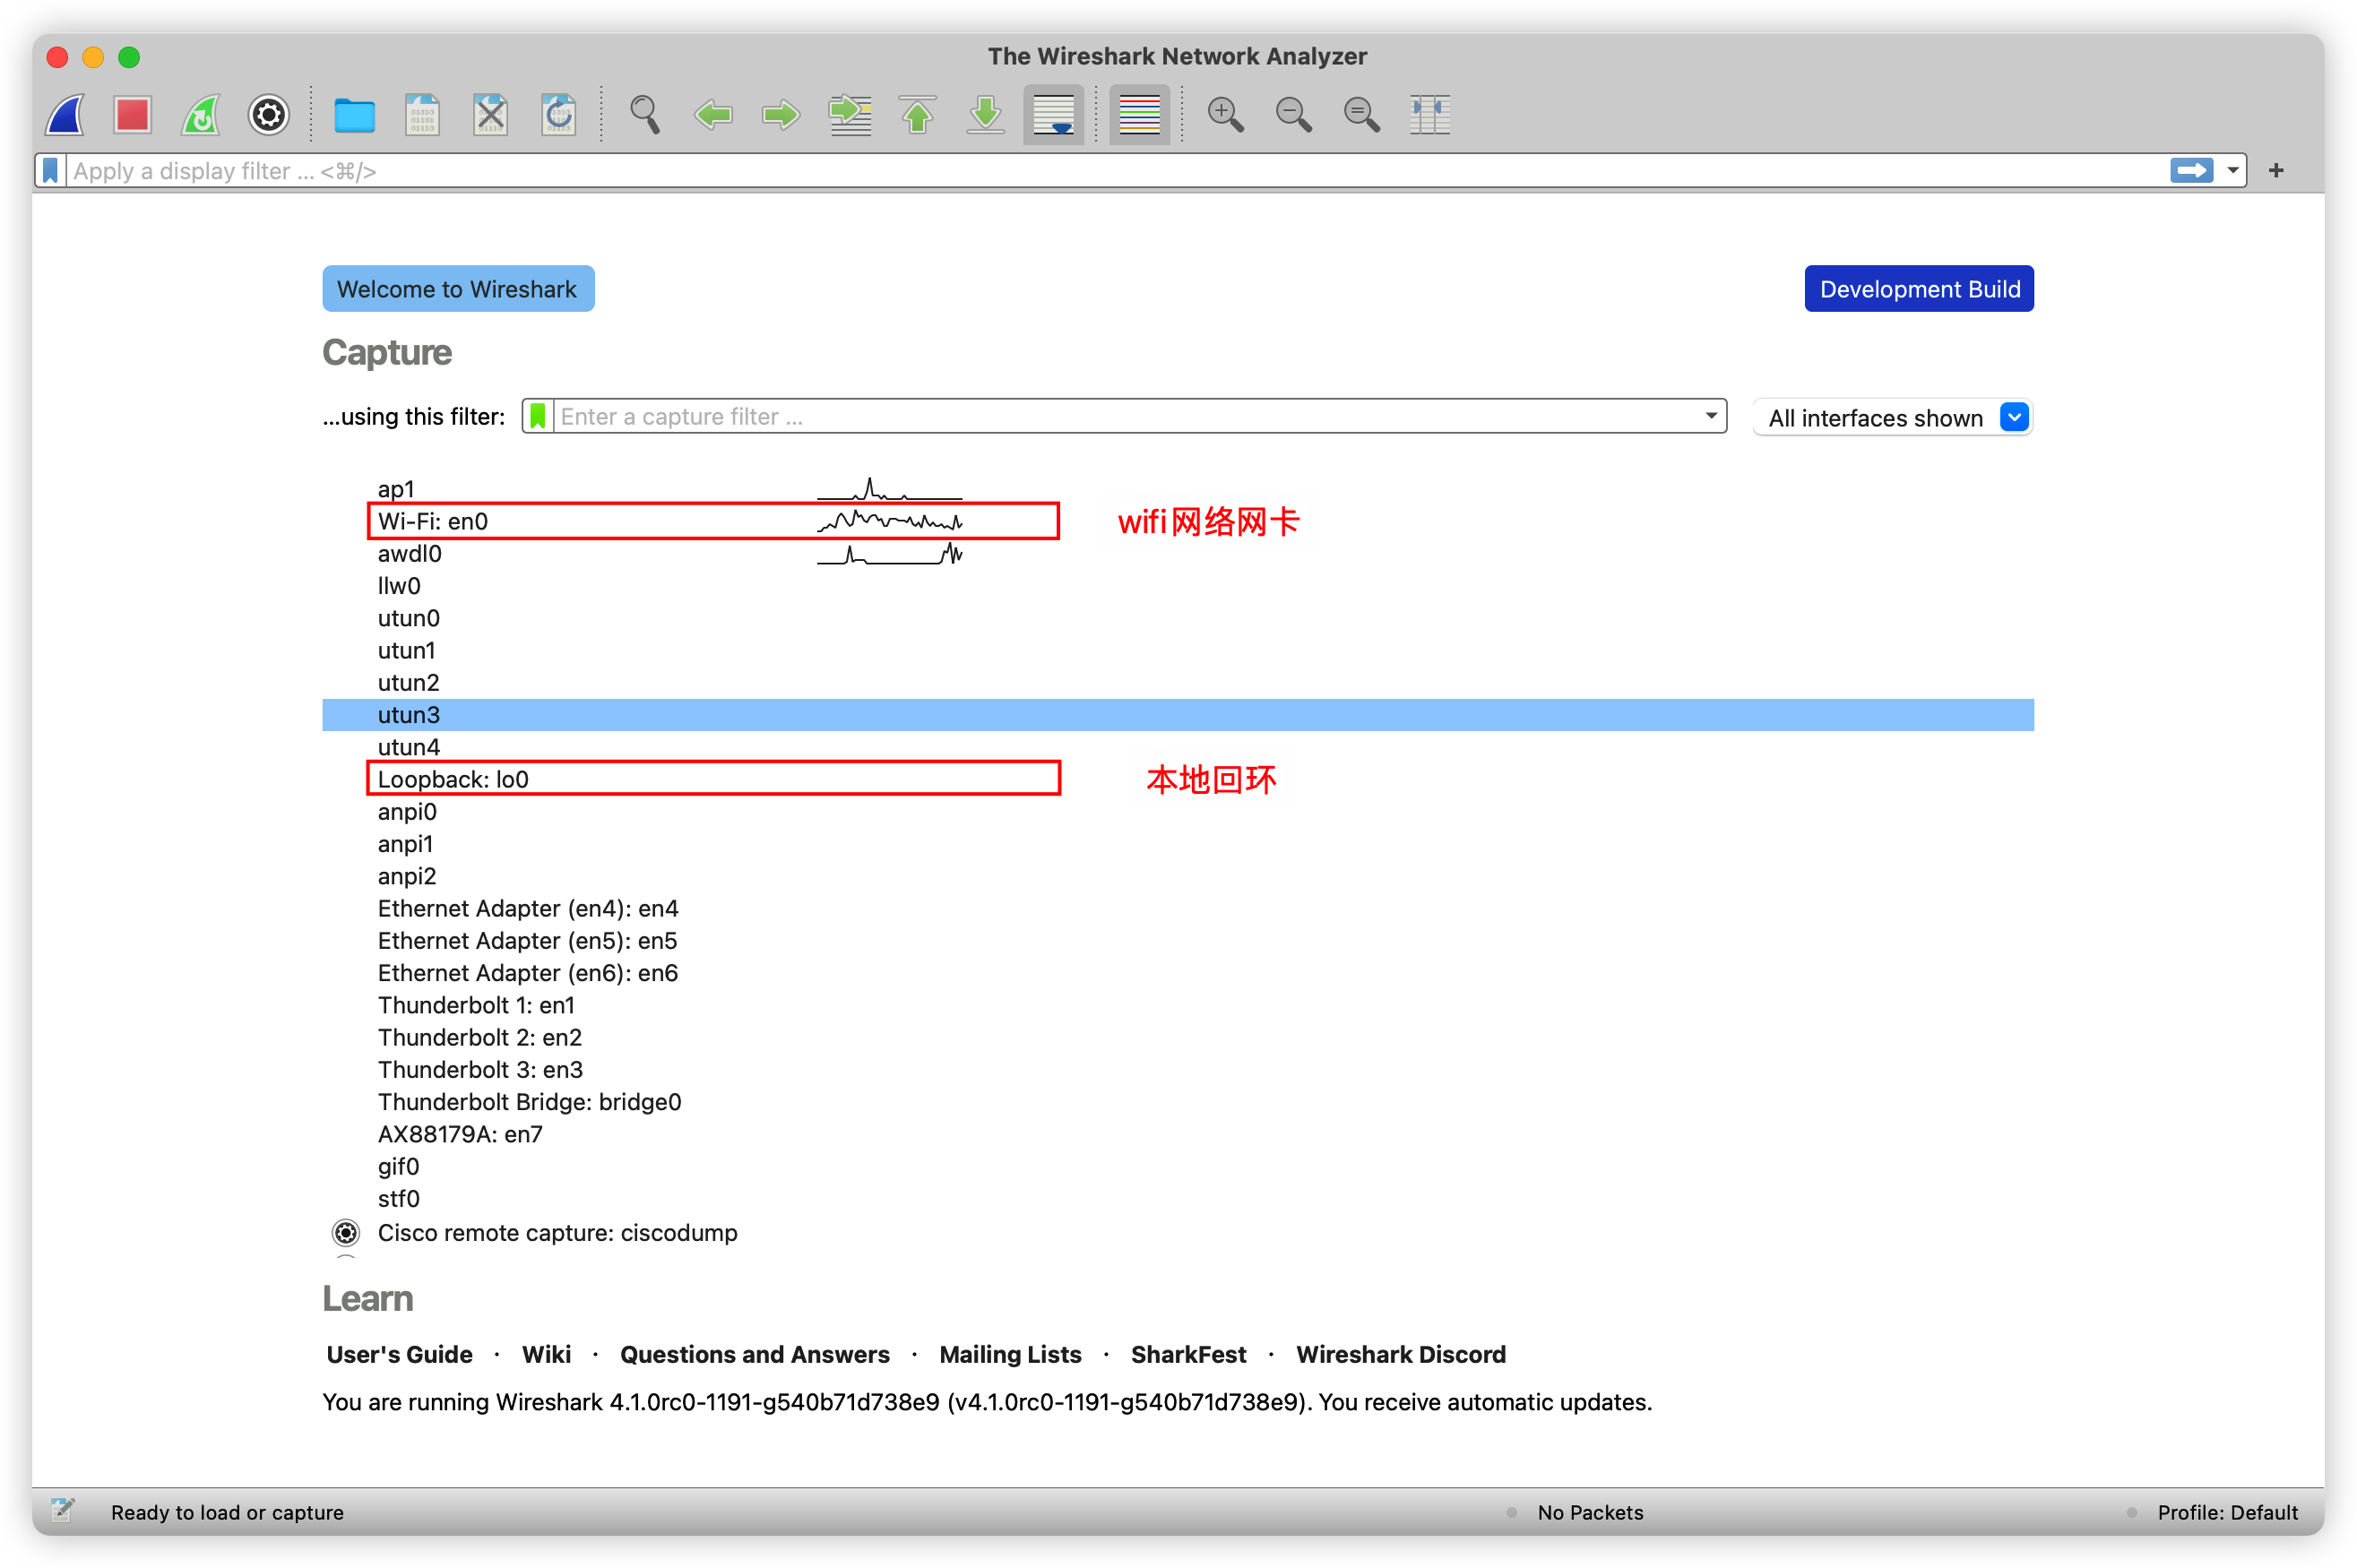 The Wireshark Network Analyzer
Apply a display filter ... <⌘/>
+
Welcome to Wireshark
Development Build
Capture
...using this filter:
Enter a capture filter ...
All interfaces shown
ap1
Wi-Fi: en0
wifi网络网卡
awdl0
llw0
utun0
utun1
utun2
utun3
utun4
Loopback: lo0
本地回环
anpi0
anpi1
anpi2
Ethernet Adapter (en4): en4
Ethernet Adapter (en5): en5
Ethernet Adapter (en6): en6
Thunderbolt 1: en1
Thunderbolt 2: en2
Thunderbolt 3: en3
Thunderbolt Bridge: bridge0
AX88179A: en7
gif0
stf0
Cisco remote capture: ciscodump
Learn
User's Guide · Wiki · Questions and Answers · Mailing Lists · SharkFest · Wireshark Discord
You are running Wireshark 4.1.0rc0-1191-g540b71d738e9 (v4.1.0rc0-1191-g540b71d738e9). You receive automatic updates.
Ready to load or capture
No Packets
Profile: Default